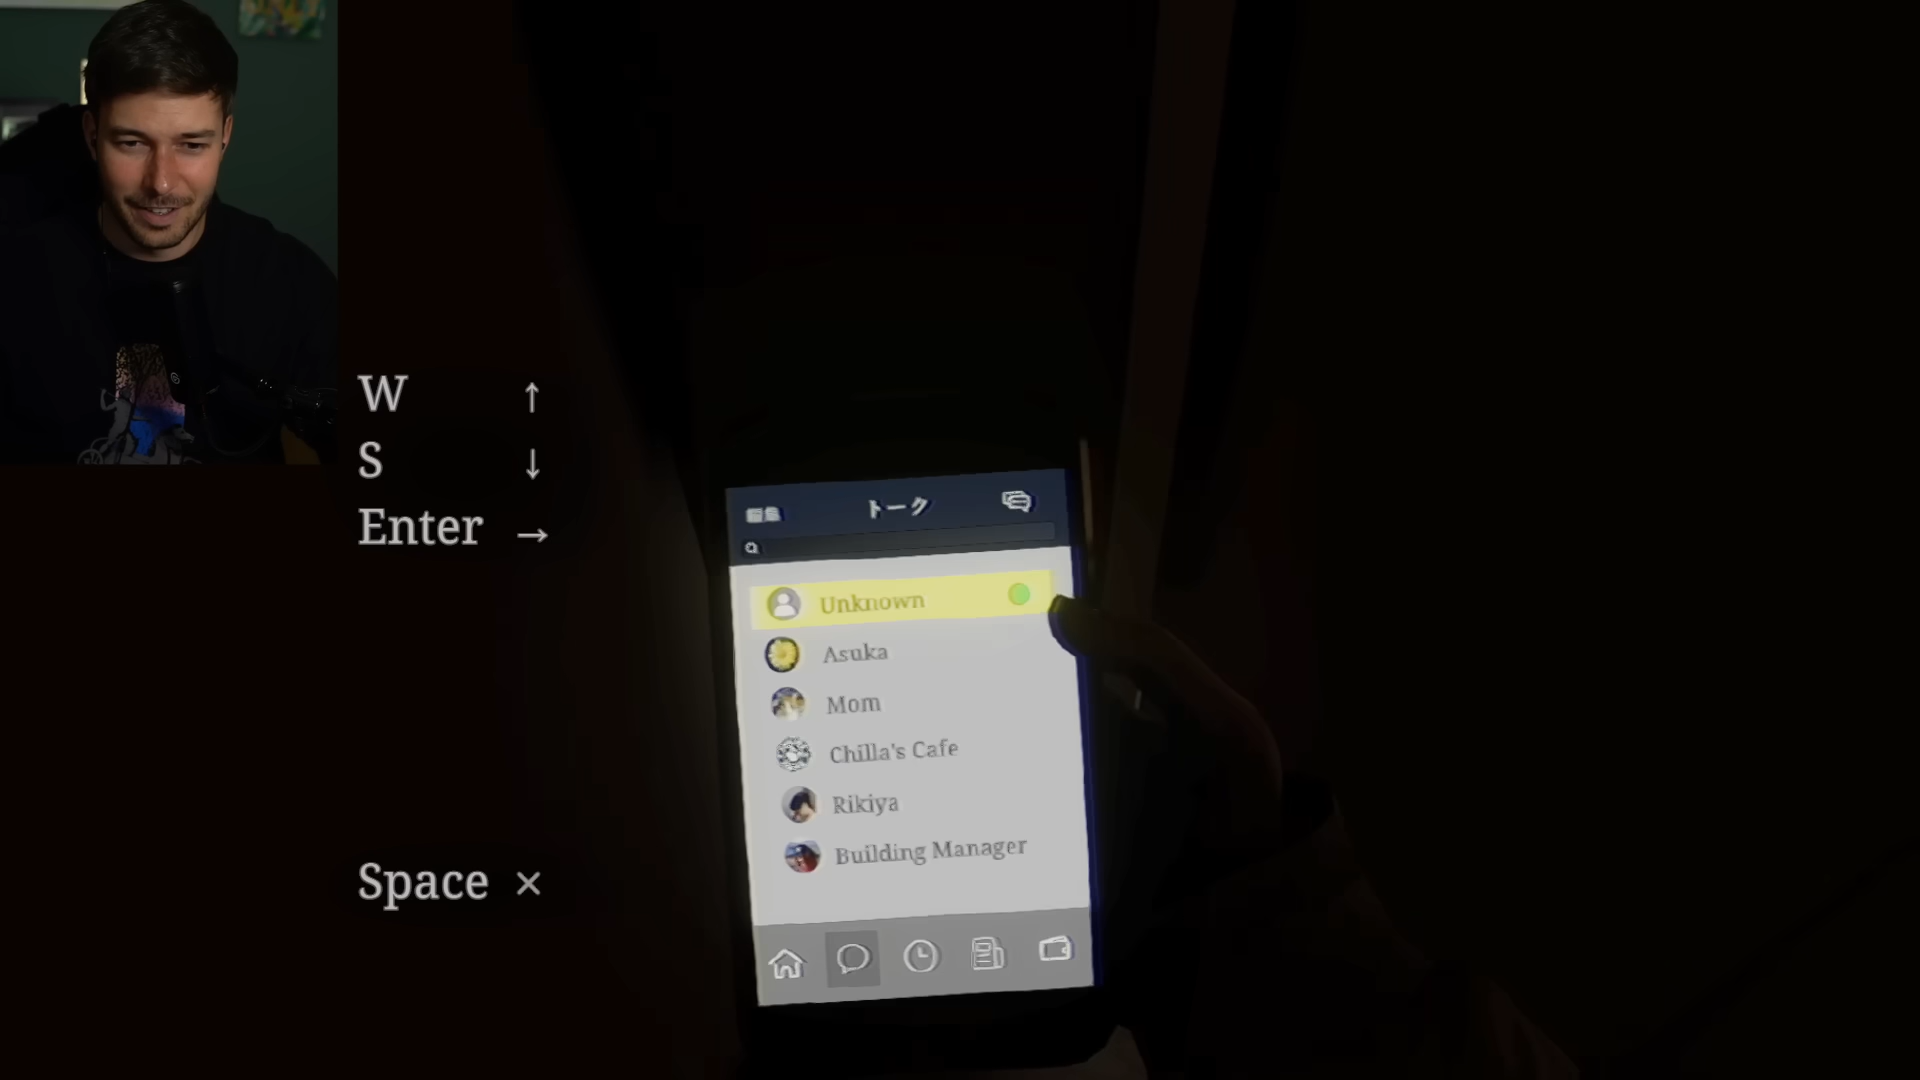 W ↑
S ↓
Enter →
Space ×
トーク
Unknown
Asuka
Mom
Chilla's Cafe
Rikiya
Building Manager